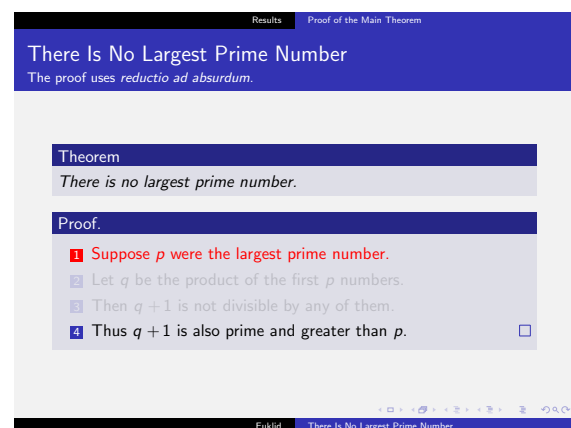 Results Proof of the Main Theorem
There Is No Largest Prime Number
The proof uses reductio ad absurdum.
Theorem
There is no largest prime number.
Proof.
1 Suppose p were the largest prime number.
2 Let q be the product of the first p numbers.
3 Then q + 1 is not divisible by any of them.
4 Thus q + 1 is also prime and greater than p. □
Euklid There Is No Largest Prime Number